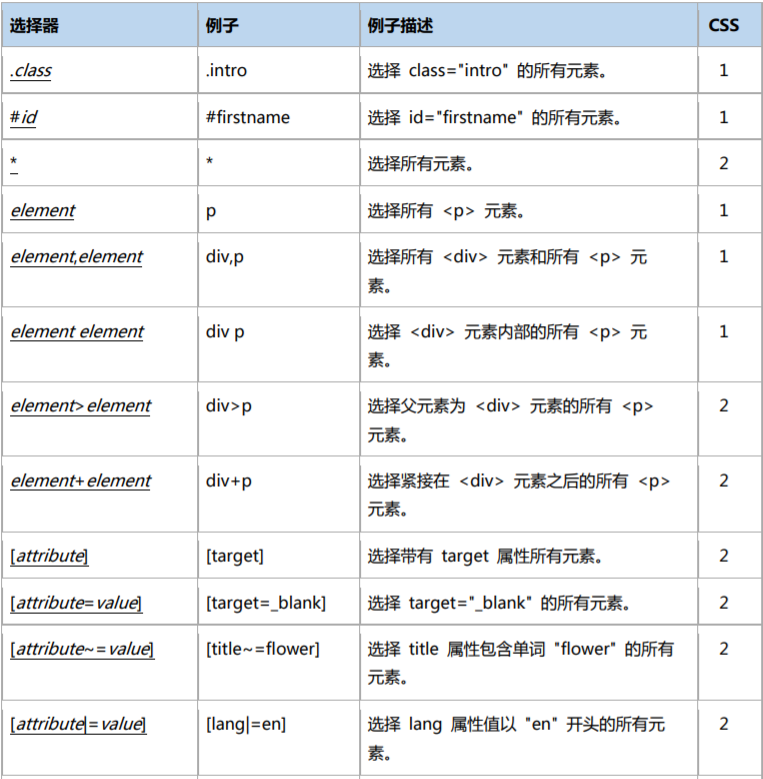 选择器 例子 例子描述 CSS
.class .intro 选择 class="intro" 的所有元素。 1
#id #firstname 选择 id="firstname" 的所有元素。 1
* * 选择所有元素。 2
element p 选择所有 <p> 元素。 1
element,element div,p 选择所有 <div> 元素和所有 <p> 元 1
素。
element element div p 选择 <div> 元素内部的所有 <p> 元 1
素。
element>element div>p 选择父元素为 <div> 元素的所有 <p> 2
元素。
element+element div+p 选择紧接在 <div> 元素之后的所有 <p> 2
元素。
[attribute] [target] 选择带有 target 属性所有元素。 2
[attribute=value] [target=_blank] 选择 target="_blank" 的所有元素。 2
[attribute~=value] [title~=flower] 选择 title 属性包含单词 "flower" 的所有 2
元素。
[attribute|=value] [lang|=en] 选择 lang 属性值以 "en" 开头的所有元 2
素。